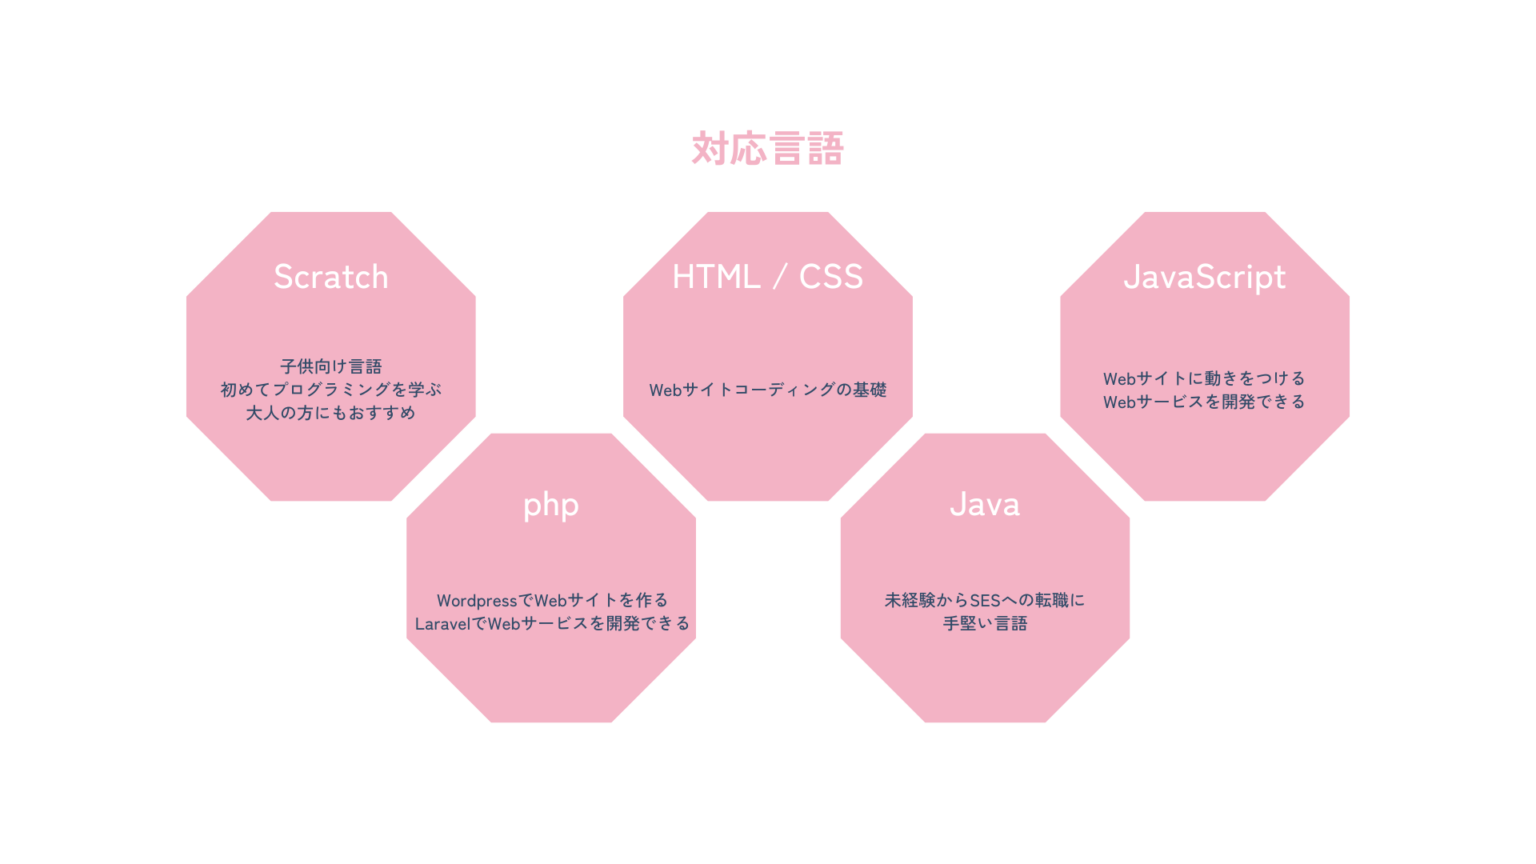 対応言語
Scratch
子供向け言語
初めてプログラミングを学ぶ
大人の方にもおすすめ
HTML / CSS
Webサイトコーディングの基礎
JavaScript
Webサイトに動きをつける
Webサービスを開発できる
php
WordpressでWebサイトを作る
LaravelでWebサービスを開発できる
Java
未経験からSESへの転職に
手堅い言語